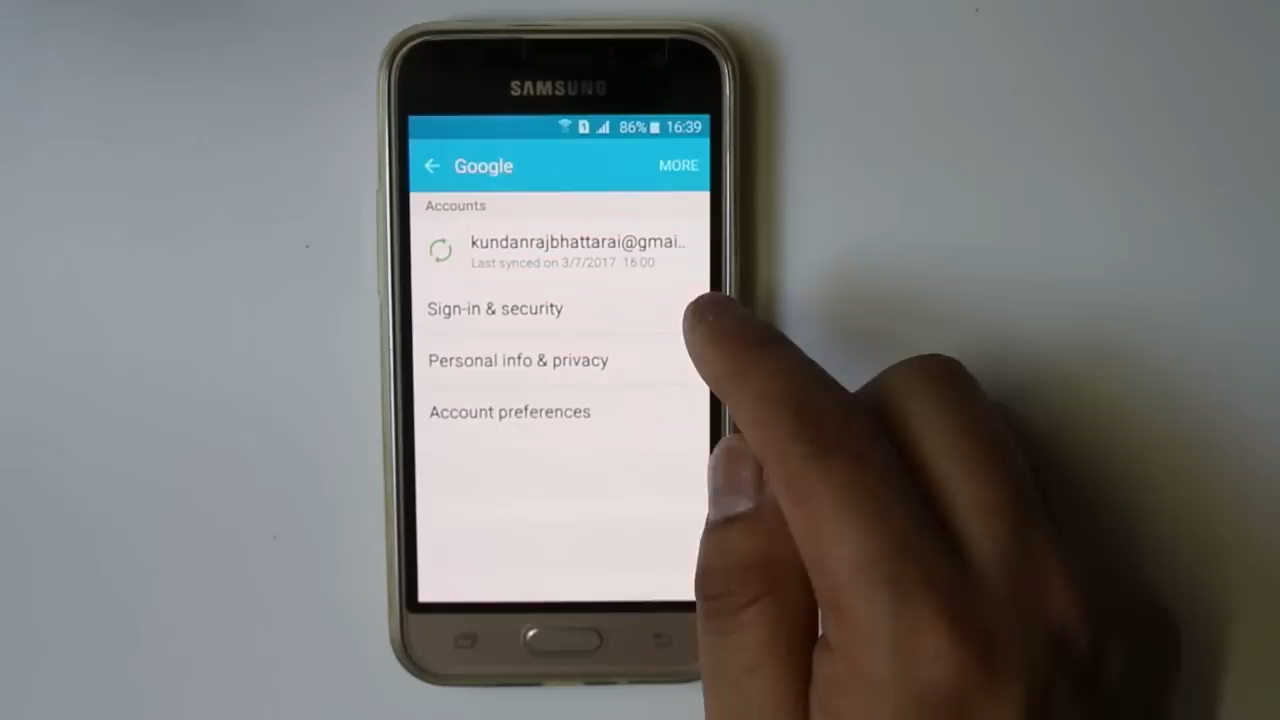 SAMSUNG
86% 16:39
Google MORE
Accounts
kundanrajbhattarai@gmai..
Last synced on 3/7/2017 16:00
Sign-in & security
Personal info & privacy
Account preferences